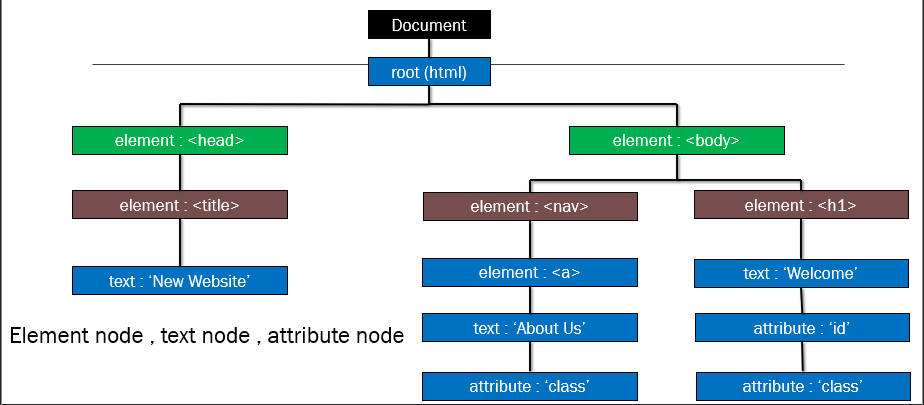 Document
root (html)
element : <head>
element : <body>
element : <title>
element : <nav>
element : <h1>
element : <a>
text : ‘Welcome’
text : ‘New Website’
text : ‘About Us’
attribute : ‘id’
Element node , text node , attribute node
attribute : ‘class’
attribute : ‘class’